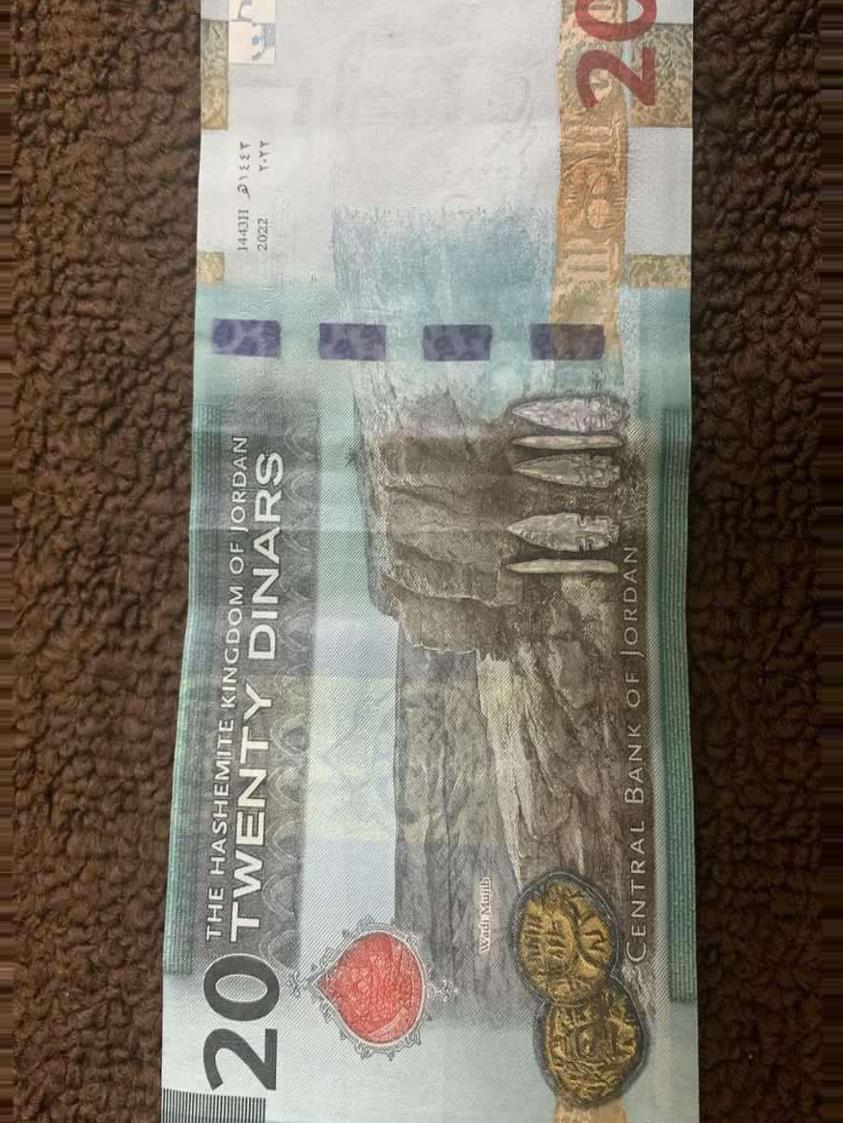 THE HASHEMITE KINGDOM OF JORDAN
TWENTY DINARS
20
Wadi Mujib
CENTRAL BANK OF JORDAN
1443H ١٤٤٣هـ
2022 ٢٠٢٢
20